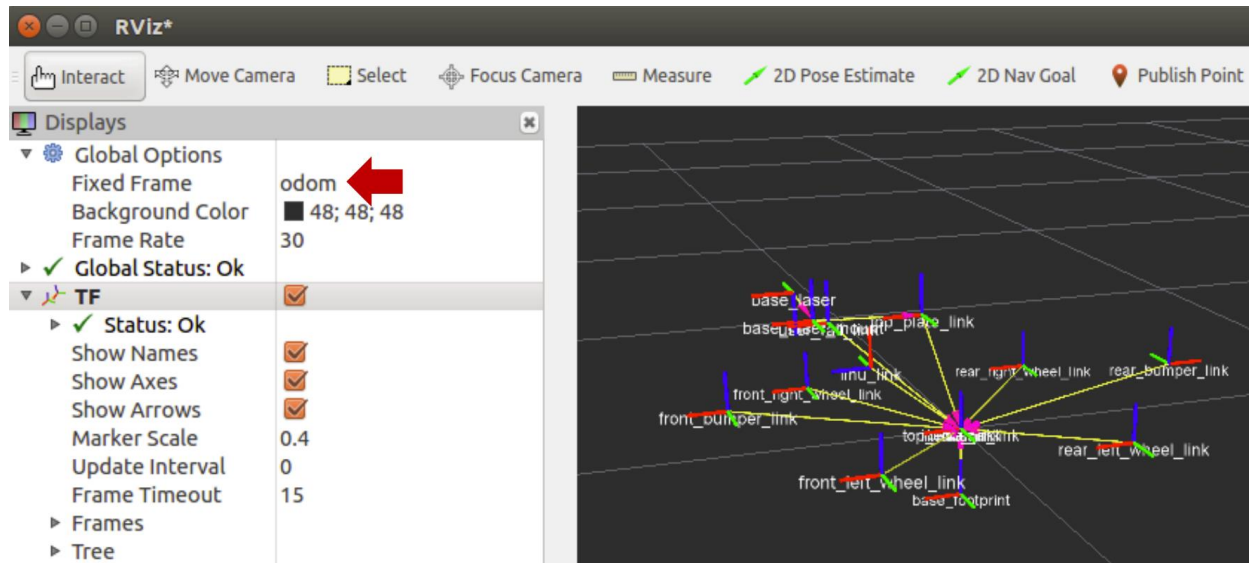 RViz*
Interact Move Camera Select Focus Camera Measure 2D Pose Estimate 2D Nav Goal Publish Point
Displays
Global Options
Fixed Frame odom
Background Color 48; 48; 48
Frame Rate 30
Global Status: Ok
TF
Status: Ok
Show Names
Show Axes
Show Arrows
Marker Scale 0.4
Update Interval 0
Frame Timeout 15
Frames
Tree
base_laser
top_plate_link
imu_link
rear_right_wheel_link
rear_bumper_link
front_right_wheel_link
front_bumper_link
rear_left_wheel_link
front_left_wheel_link
base_footprint